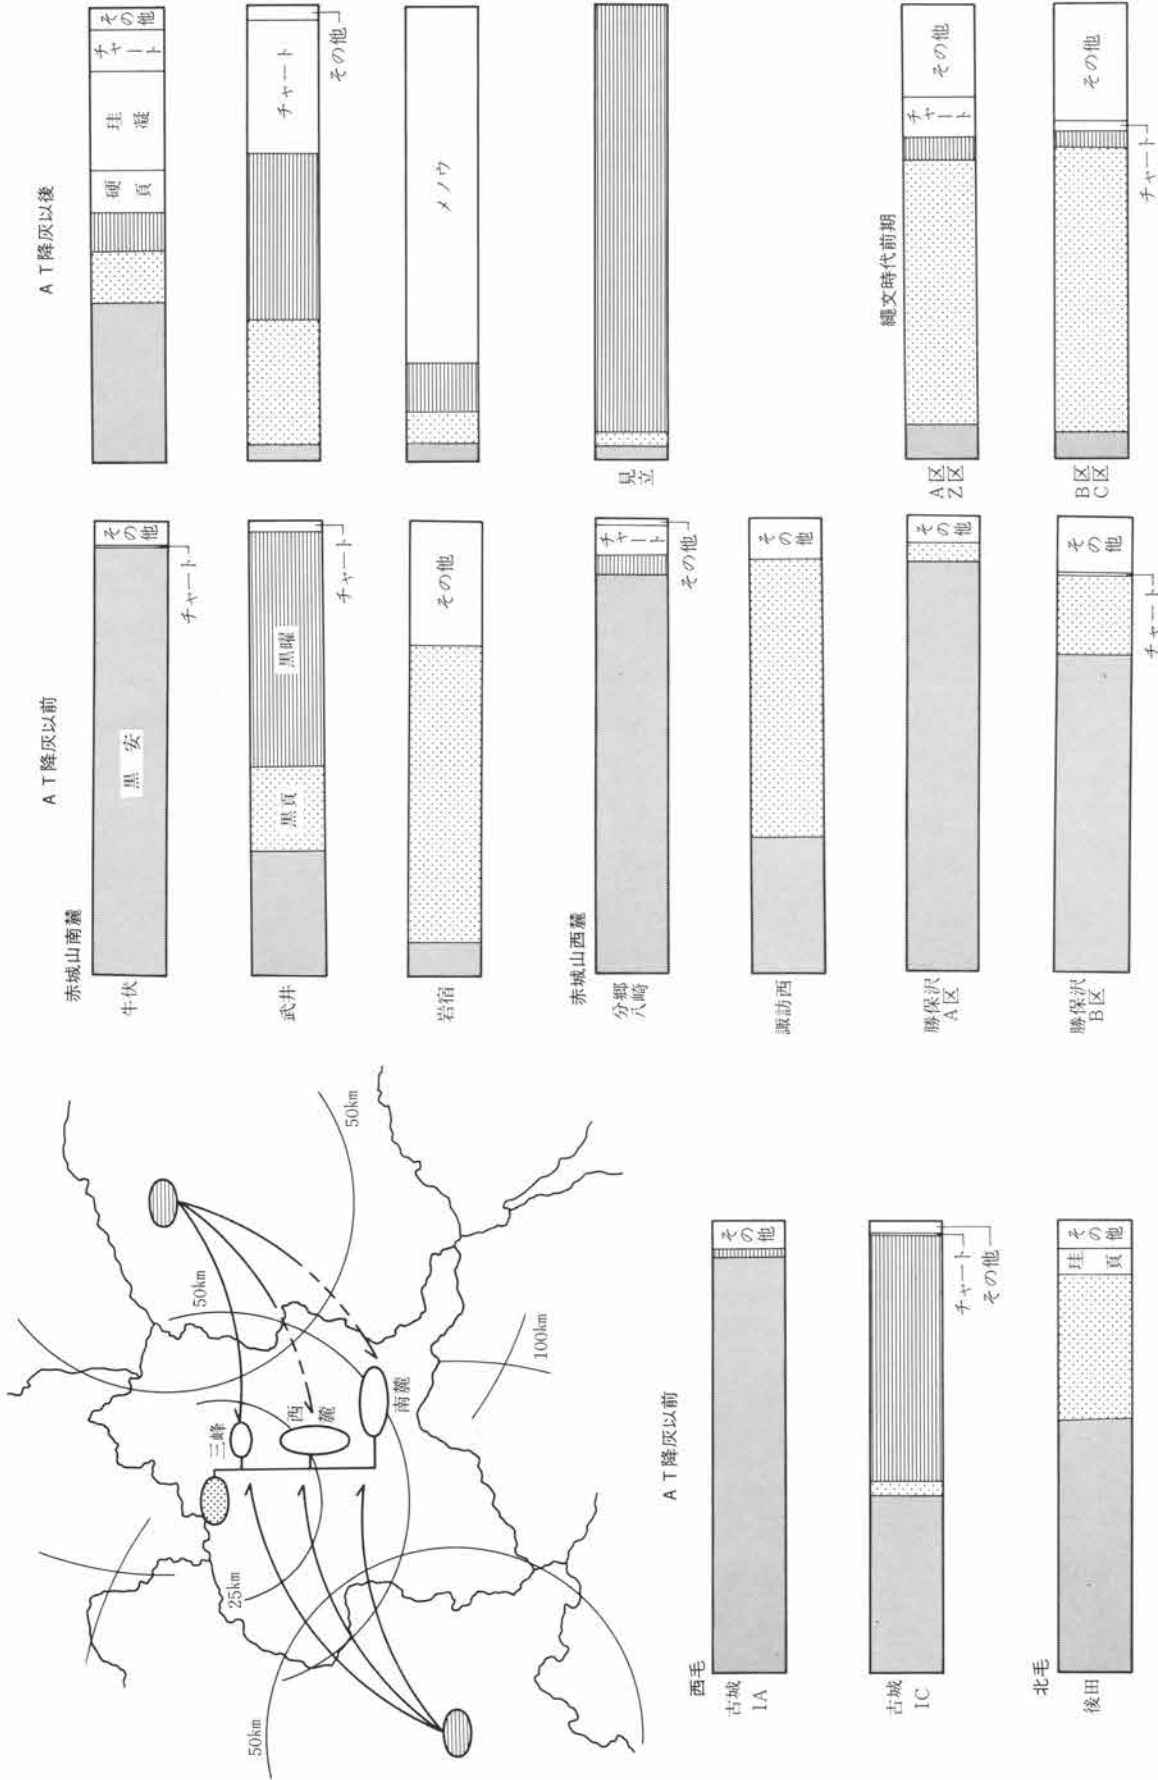 50km
50km
50km
25km
三峰
西麓
南麓
100km
AT降灰以前
西毛
古城
IA
その他
古城
IC
チャート
その他
北毛
後田
珪頁
その他
AT降灰以前
赤城山南麓
牛伏
黒安
その他
チャート
武井
黒頁
黒曜
チャート
岩宿
その他
赤城山西麓
分郷
八崎
チャート
その他
諏訪西
その他
勝保沢
A区
その他
勝保沢
B区
その他
チャート
AT降灰以後
硬頁
珪凝
チャート
その他
チャート
その他
メノウ
見立
縄文時代前期
A区
Z区
チャート
その他
B区
C区
その他
チャート